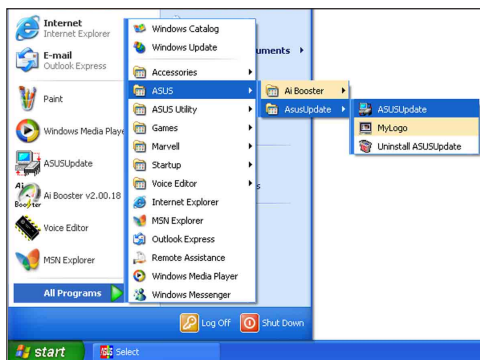 Internet
Internet Explorer
E-mail
Outlook Express
Paint
Windows Media Playe
ASUSUpdate
Ai Booster v2.00.18
Voice Editor
MSN Explorer
All Programs
Windows Catalog
Windows Update
Accessories
ASUS
ASUS Utility
Games
Marvell
Startup
Voice Editor
Internet Explorer
MSN Explorer
Outlook Express
Remote Assistance
Windows Media Player
Windows Messenger
uments
s
Ai Booster
AsusUpdate
ASUSUpdate
MyLogo
Uninstall ASUSUpdate
Log Off
Shut Down
start
Select